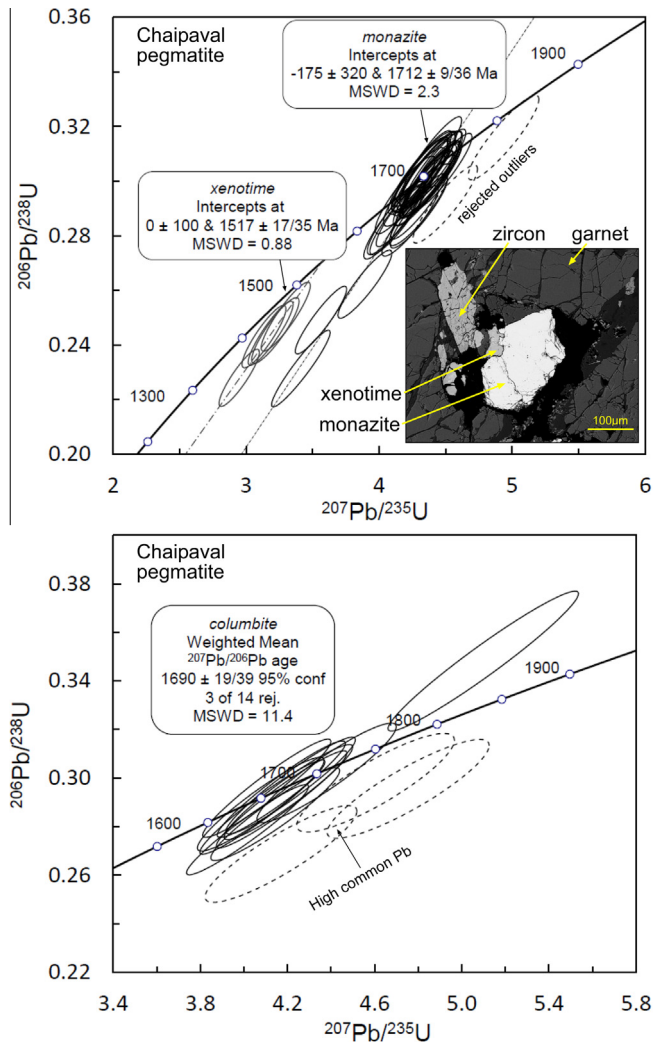 0.36
Chaipaval
pegmatite
monazite
Intercepts at
-175 ± 320 & 1712 ± 9/36 Ma
MSWD = 2.3
1900
0.32
1700
rejected outliers
xenotime
Intercepts at
0 ± 100 & 1517 ± 17/35 Ma
MSWD = 0.88
²⁰⁶Pb/²³⁸U
0.28
zircon
garnet
1500
0.24
xenotime
monazite
1300
100µm
0.20
2
3
4
5
6
²⁰⁷Pb/²³⁵U
Chaipaval
pegmatite
0.38
columbite
Weighted Mean
²⁰⁷Pb/²⁰⁶Pb age
1690 ± 19/39 95% conf
3 of 14 rej.
MSWD = 11.4
1900
0.34
1800
²⁰⁶Pb/²³⁸U
0.30
1700
1600
High common Pb
0.26
0.22
3.4
3.8
4.2
4.6
5.0
5.4
5.8
²⁰⁷Pb/²³⁵U